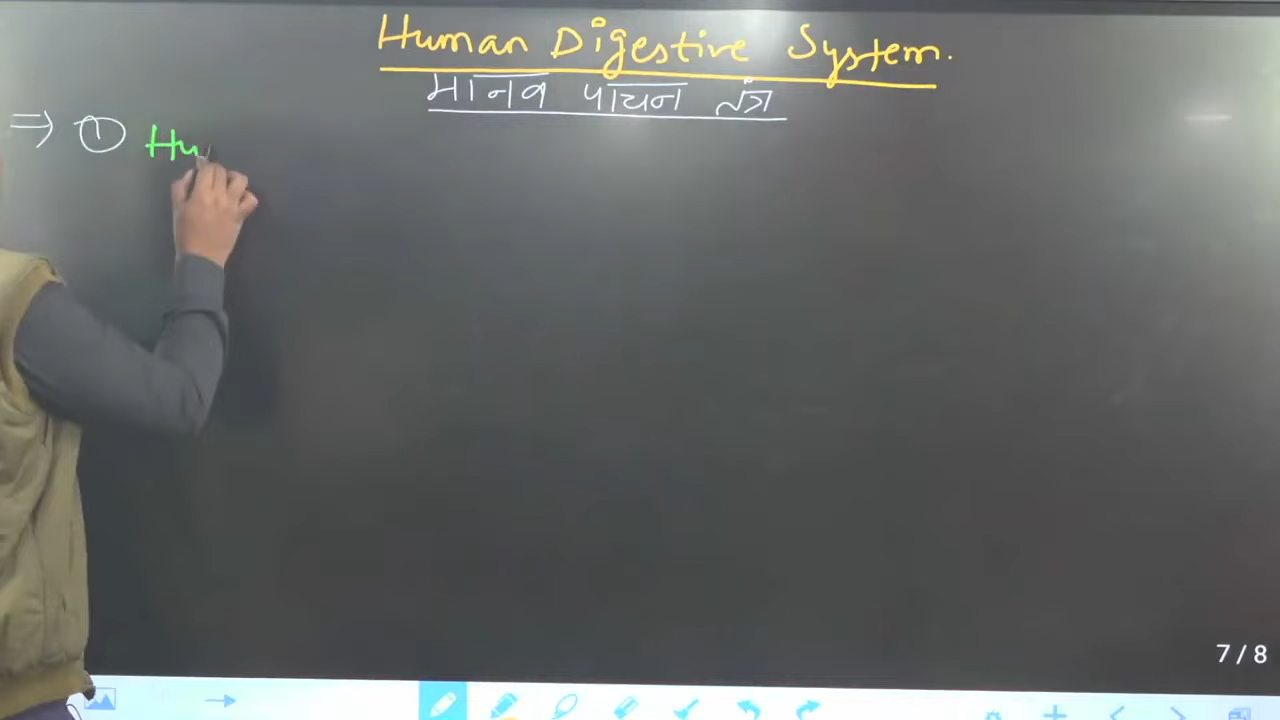 Human Digestive System.
मानव पाचन तंत्र
⇒ ① Hu
7 / 8